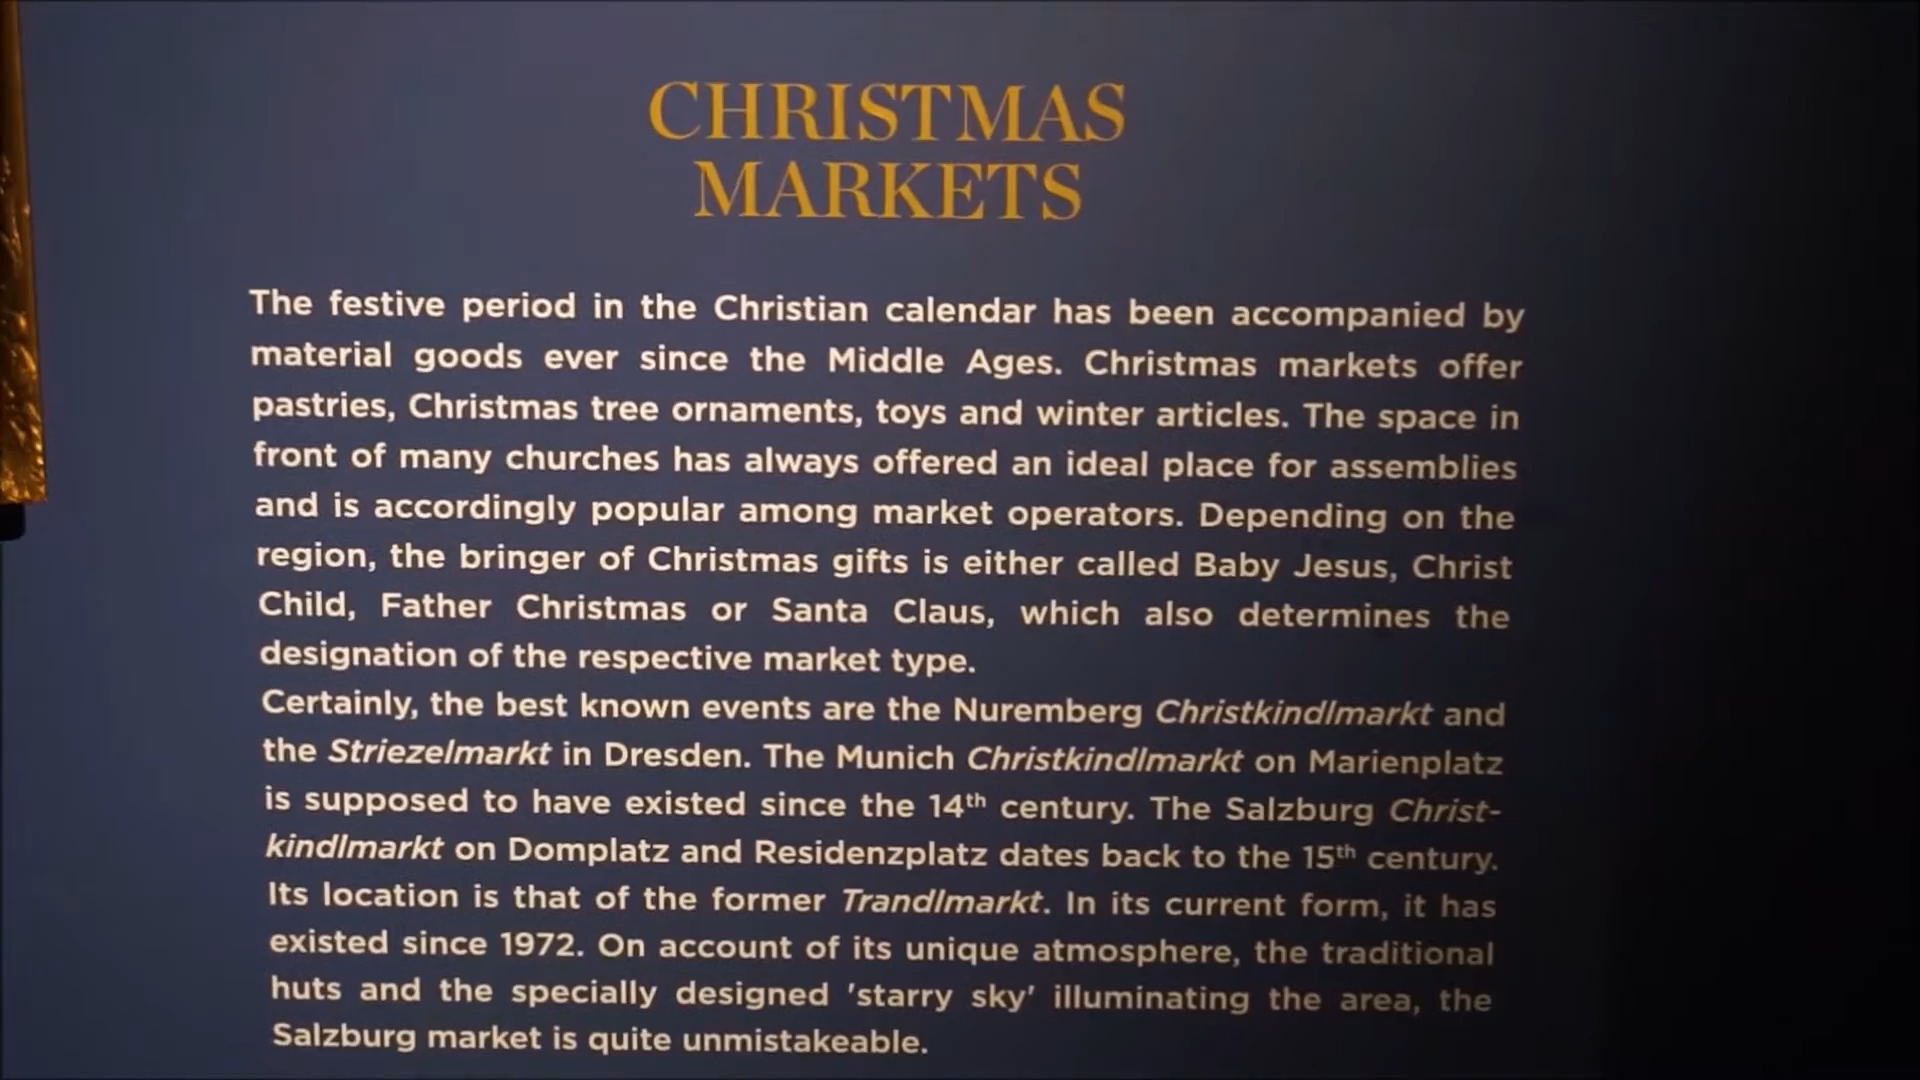 CHRISTMAS
MARKETS
The festive period in the Christian calendar has been accompanied by
material goods ever since the Middle Ages. Christmas markets offer
pastries, Christmas tree ornaments, toys and winter articles. The space in
front of many churches has always offered an ideal place for assemblies
and is accordingly popular among market operators. Depending on the
region, the bringer of Christmas gifts is either called Baby Jesus, Christ
Child, Father Christmas or Santa Claus, which also determines the
designation of the respective market type.
Certainly, the best known events are the Nuremberg Christkindlmarkt and
the Striezelmarkt in Dresden. The Munich Christkindlmarkt on Marienplatz
is supposed to have existed since the 14th century. The Salzburg Christ-
kindlmarkt on Domplatz and Residenzplatz dates back to the 15th century.
Its location is that of the former Trandlmarkt. In its current form, it has
existed since 1972. On account of its unique atmosphere, the traditional
huts and the specially designed 'starry sky' illuminating the area, the
Salzburg market is quite unmistakeable.